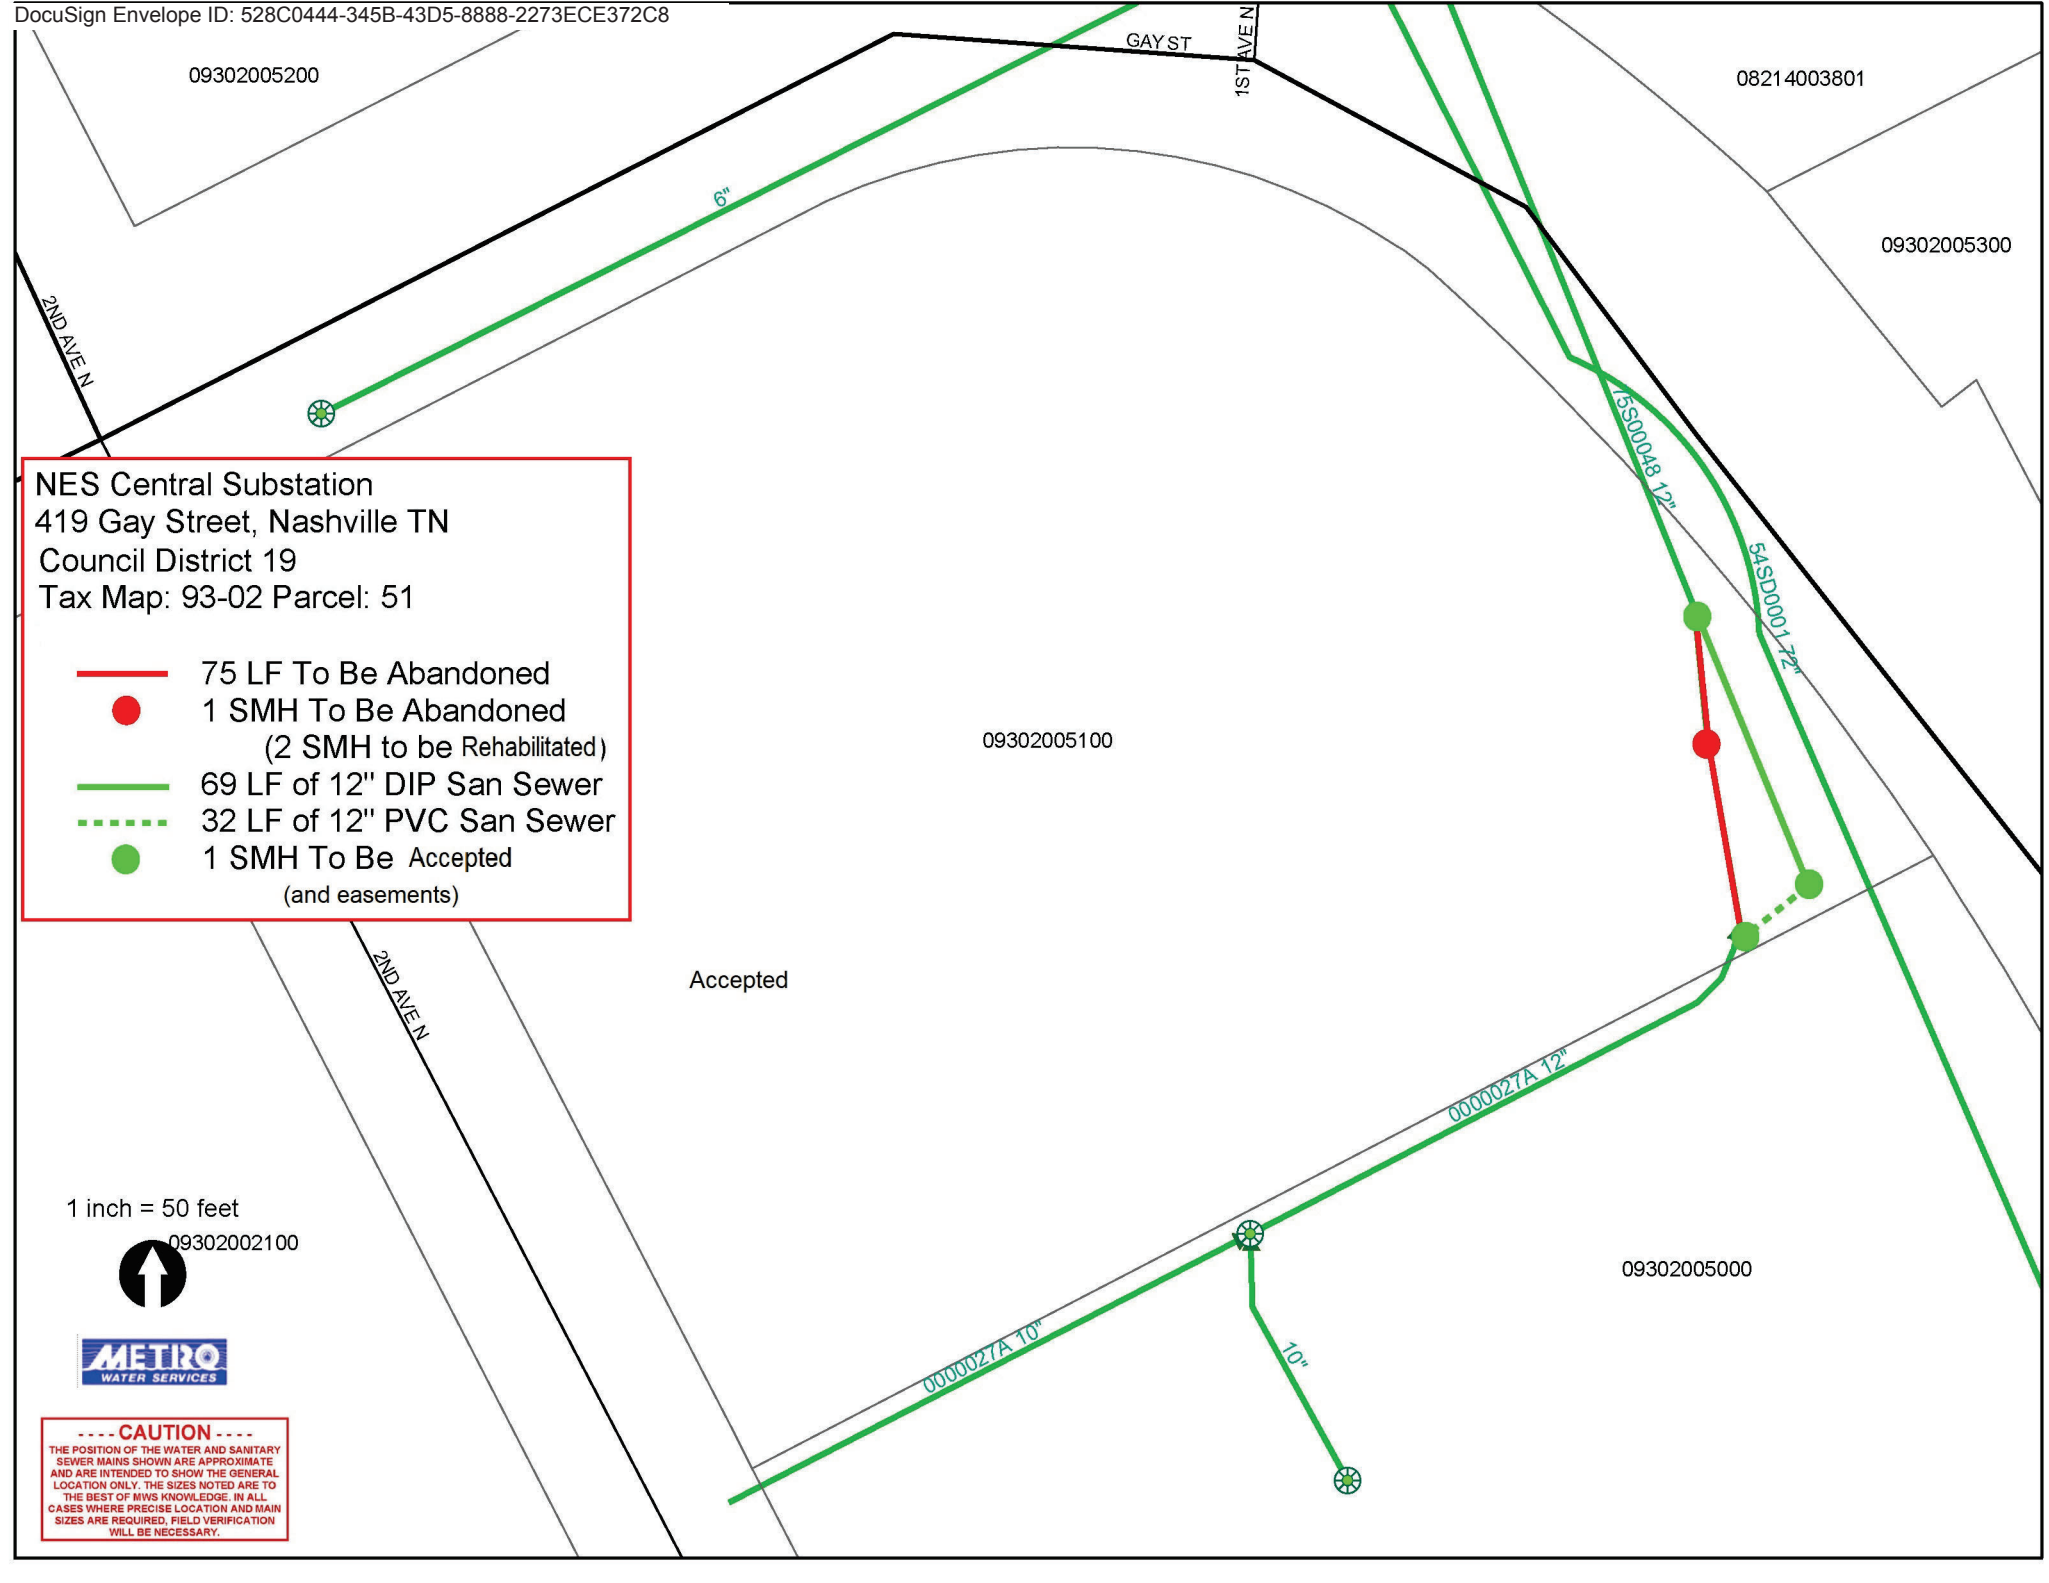 DocuSign Envelope ID: 528C0444-345B-43D5-8888-2273ECE372C8
09302005200
GAY ST
1ST AVE N
08214003801
6"
09302005300
2ND AVE N
75S00048 12"
NES Central Substation
419 Gay Street, Nashville TN
Council District 19
Tax Map: 93-02 Parcel: 51
75 LF To Be Abandoned
1 SMH To Be Abandoned
(2 SMH to be Rehabilitated)
69 LF of 12" DIP San Sewer
32 LF of 12" PVC San Sewer
1 SMH To Be Accepted
(and easements)
54SD0001 72"
09302005100
2ND AVE N
Accepted
0000027A 12"
1 inch = 50 feet
09302002100
09302005000
0000027A 10"
10"
METRO
WATER SERVICES
- - - - CAUTION - - - -
THE POSITION OF THE WATER AND SANITARY
SEWER MAINS SHOWN ARE APPROXIMATE
AND ARE INTENDED TO SHOW THE GENERAL
LOCATION ONLY. THE SIZES NOTED ARE TO
THE BEST OF MWS KNOWLEDGE. IN ALL
CASES WHERE PRECISE LOCATION AND MAIN
SIZES ARE REQUIRED, FIELD VERIFICATION
WILL BE NECESSARY.